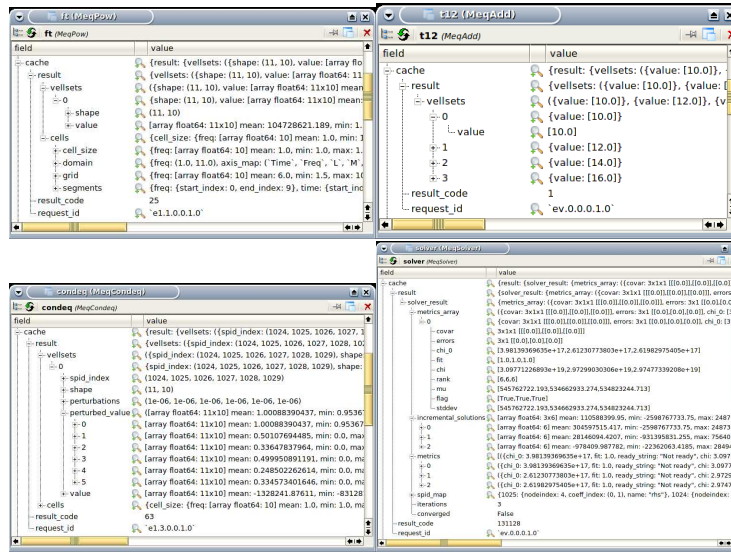 ft (MeqPow)
ft (MeqPow)
field value
cache {result: {vellsets: ({shape: (11, 10), value: [array flo
result {vellsets: ({shape: (11, 10), value: [array float64: 11
vellsets ({shape: (11, 10), value: [array float64: 11x10] mean
0 {shape: (11, 10), value: [array float64: 11x10] mean:
shape (11, 10)
value [array float64: 11x10] mean: 104728621.189, min: 1.
cells {cell_size: {freq: [array float64: 10] mean: 1.0, min: 1
cell_size {freq: [array float64: 10] mean: 1.0, min: 1.0, max: 1.
domain {freq: (1.0, 11.0), axis_map: (`Time`, `Freq`, `L`, `M`,
grid {freq: [array float64: 10] mean: 6.0, min: 1.5, max: 10
segments {freq: {start_index: 0, end_index: 9}, time: {start_ind
result_code 25
request_id `e1.1.0.0.1.0`
t12 (MeqAdd)
t12 (MeqAdd)
field value
cache {result: {vellsets: ({value: [10.0]},
result {vellsets: ({value: [10.0]}, {value: [
vellsets ({value: [10.0]}, {value: [12.0]}, {v
0 {value: [10.0]}
value [10.0]
1 {value: [12.0]}
2 {value: [14.0]}
3 {value: [16.0]}
result_code 1
request_id `ev.0.0.0.1.0`
condeq (MeqCondeq)
condeq (MeqCondeq)
field value
cache {result: {vellsets: ({spid_index: (1024, 1025, 1026, 1027, 1
result {vellsets: ({spid_index: (1024, 1025, 1026, 1027, 1028, 10
vellsets ({spid_index: (1024, 1025, 1026, 1027, 1028, 1029), shape
0 {spid_index: (1024, 1025, 1026, 1027, 1028, 1029), shape:
spid_index (1024, 1025, 1026, 1027, 1028, 1029)
shape (11, 10)
perturbations (1e-06, 1e-06, 1e-06, 1e-06, 1e-06, 1e-06)
perturbed_value ([array float64: 11x10] mean: 1.00088390437, min: 0.9536
0 [array float64: 11x10] mean: 1.00088390437, min: 0.95367
1 [array float64: 11x10] mean: 0.50107694485, min: 0.0, ma
2 [array float64: 11x10] mean: 0.33647837964, min: 0.0, ma
3 [array float64: 11x10] mean: 0.499950891191, min: 0.0, ma
4 [array float64: 11x10] mean: 0.248502262614, min: 0.0, ma
5 [array float64: 11x10] mean: 0.334573401646, min: 0.0, ma
value [array float64: 11x10] mean: -1328241.87611, min: -83128
cells {cell_size: {freq: [array float64: 10] mean: 1.0, min: 1.0, ma
result_code 63
request_id `e1.3.0.0.1.0`
solver (MeqSolver)
solver (MeqSolver)
field value
cache {result: {solver_result: {metrics_array: ({covar: 3x1x1 [[[0.0]],[[0.0]],[[0.0]
result {solver_result: {metrics_array: ({covar: 3x1x1 [[[0.0]],[[0.0]],[[0.0]]], errors
solver_result {metrics_array: ({covar: 3x1x1 [[[0.0]],[[0.0]],[[0.0]]], errors: 3x1 [[0.0],[0.0
metrics_array ({covar: 3x1x1 [[[0.0]],[[0.0]],[[0.0]]], errors: 3x1 [[0.0],[0.0],[0.0]], chi_0:
0 {covar: 3x1x1 [[[0.0]],[[0.0]],[[0.0]]], errors: 3x1 [[0.0],[0.0],[0.0]], chi_0: [3
covar 3x1x1 [[[0.0]],[[0.0]],[[0.0]]]
errors 3x1 [[0.0],[0.0],[0.0]]
chi_0 [3.98139369635e+17,2.61230773803e+17,2.61982975405e+17]
fit [1.0,1.0,1.0]
chi [3.09771226893e+17,2.97299030306e+17,2.9747339208e+19]
rank [6,6,6]
mu [545762722.193,534662933.274,534832244.713]
flag [True,True,True]
stddev [545762722.193,534662933.274,534832244.713]
incremental_solutions [array float64: 3x6] mean: 110588399.95, min: -2598767733.75, max: 2487
0 [array float64: 6] mean: 304597515.417, min: -2598767733.75, max: 24873
1 [array float64: 6] mean: 28146094.4207, min: -931395831.255, max: 75640
2 [array float64: 6] mean: -978409.987782, min: -22362063.4185, max: 28494
metrics [({chi_0: 3.98139369635e+17, fit: 1.0, ready_string: "Not ready", chi: 3.097
0 ({chi_0: 3.98139369635e+17, fit: 1.0, ready_string: "Not ready", chi: 3.0977
1 ({chi_0: 2.61230773803e+17, fit: 1.0, ready_string: "Not ready", chi: 2.9729
2 ({chi_0: 2.61982975405e+17, fit: 1.0, ready_string: "Not ready", chi: 2.9747
spid_map {1025: {nodeindex: 4, coeff_index: (0, 1), name: "rhs"}, 1024: {nodeindex:
iterations 3
converged False
result_code 131128
request_id `ev.0.0.0.1.0`